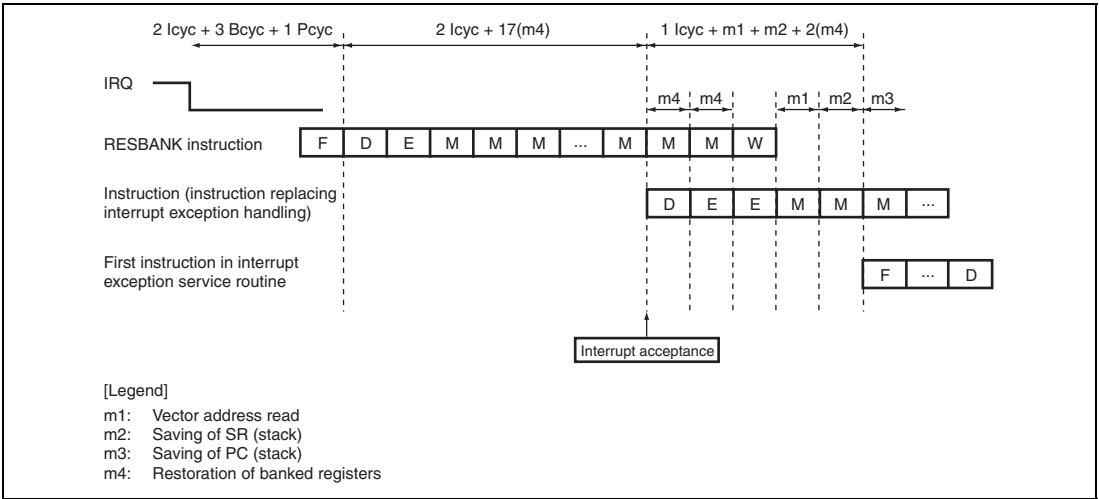 2 Icyc + 3 Bcyc + 1 Pcyc 2 Icyc + 17(m4) 1 Icyc + m1 + m2 + 2(m4)
IRQ
m4 m4 m1 m2 m3
RESBANK instruction F D E M M M ... M M M W
Instruction (instruction replacing
interrupt exception handling) D E E M M M ...
First instruction in interrupt
exception service routine F ... D
Interrupt acceptance
[Legend]
m1: Vector address read
m2: Saving of SR (stack)
m3: Saving of PC (stack)
m4: Restoration of banked registers